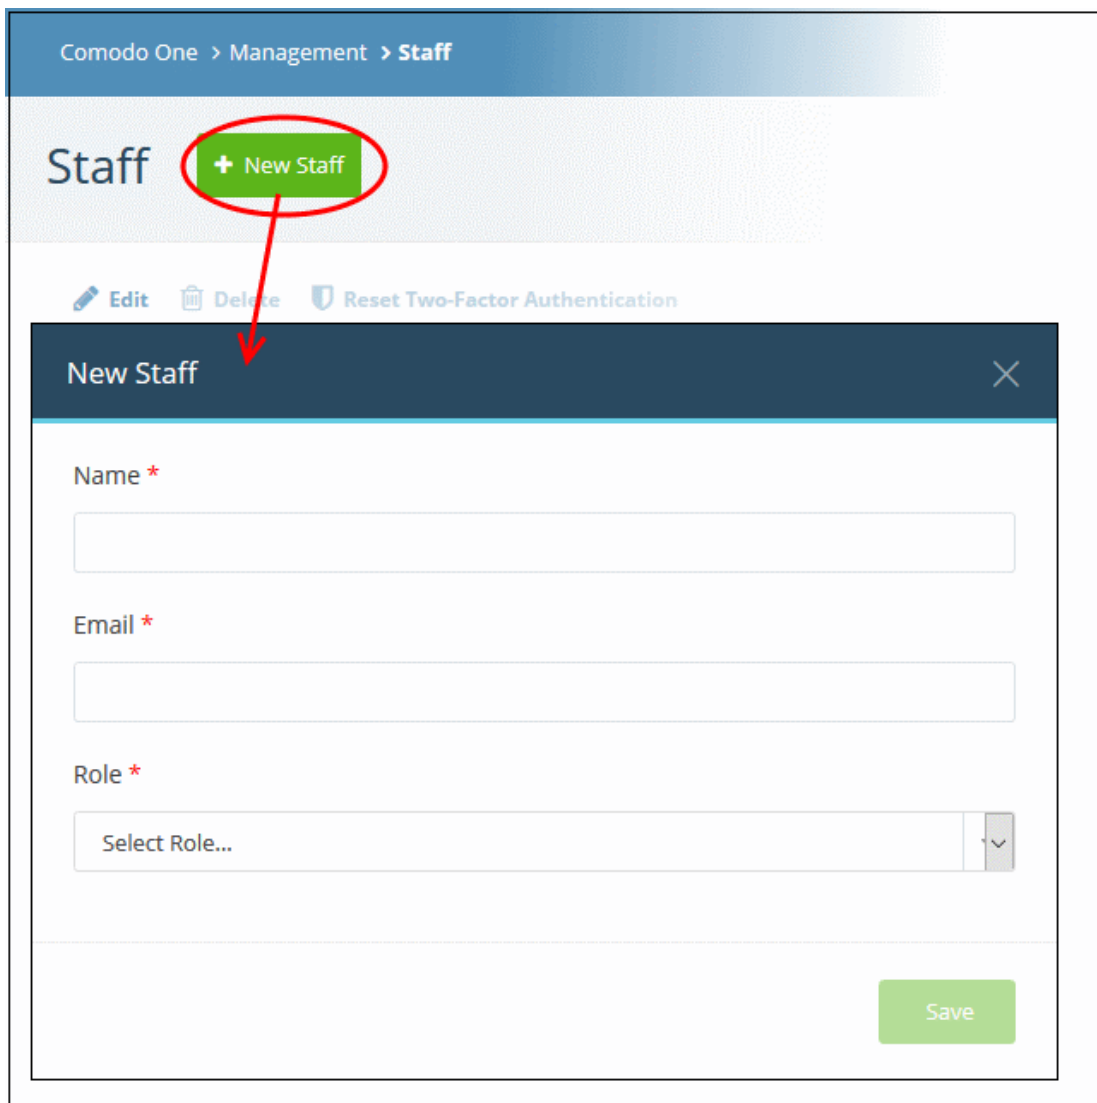 Comodo One > Management > Staff
Staff + New Staff
Edit Delete Reset Two-Factor Authentication
New Staff
Name *
Email *
Role *
Select Role...
Save